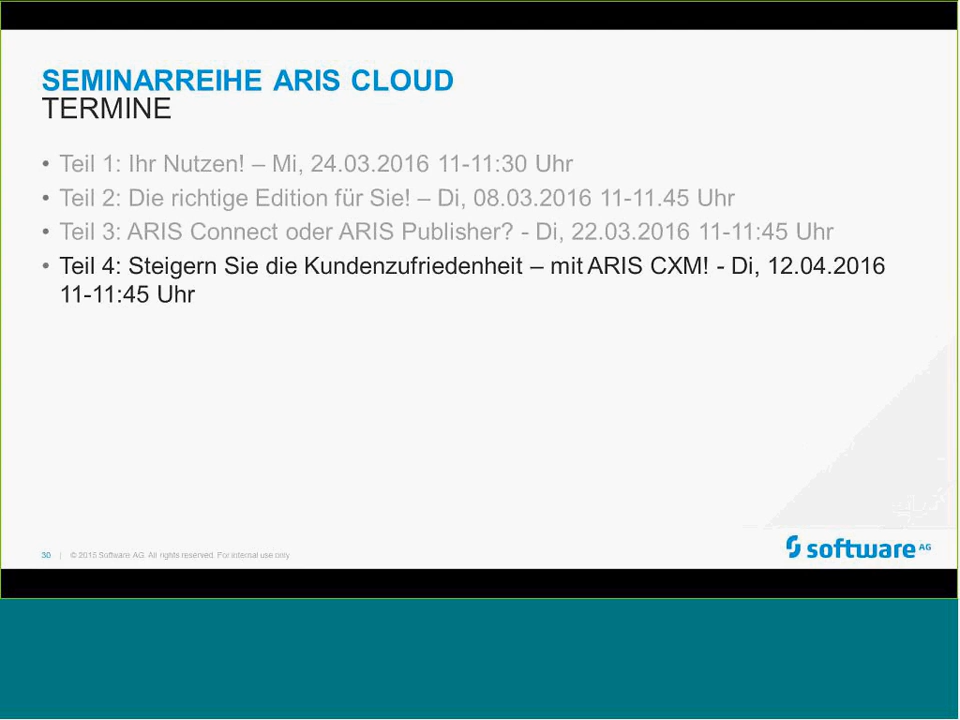 SEMINARREIHE ARIS CLOUD
TERMINE
• Teil 1: Ihr Nutzen! – Mi, 24.03.2016 11-11:30 Uhr
• Teil 2: Die richtige Edition für Sie! – Di, 08.03.2016 11-11.45 Uhr
• Teil 3: ARIS Connect oder ARIS Publisher? - Di, 22.03.2016 11-11:45 Uhr
• Teil 4: Steigern Sie die Kundenzufriedenheit – mit ARIS CXM! - Di, 12.04.2016
11-11:45 Uhr
30 | © 2015 Software AG. All rights reserved. For internal use only
software AG